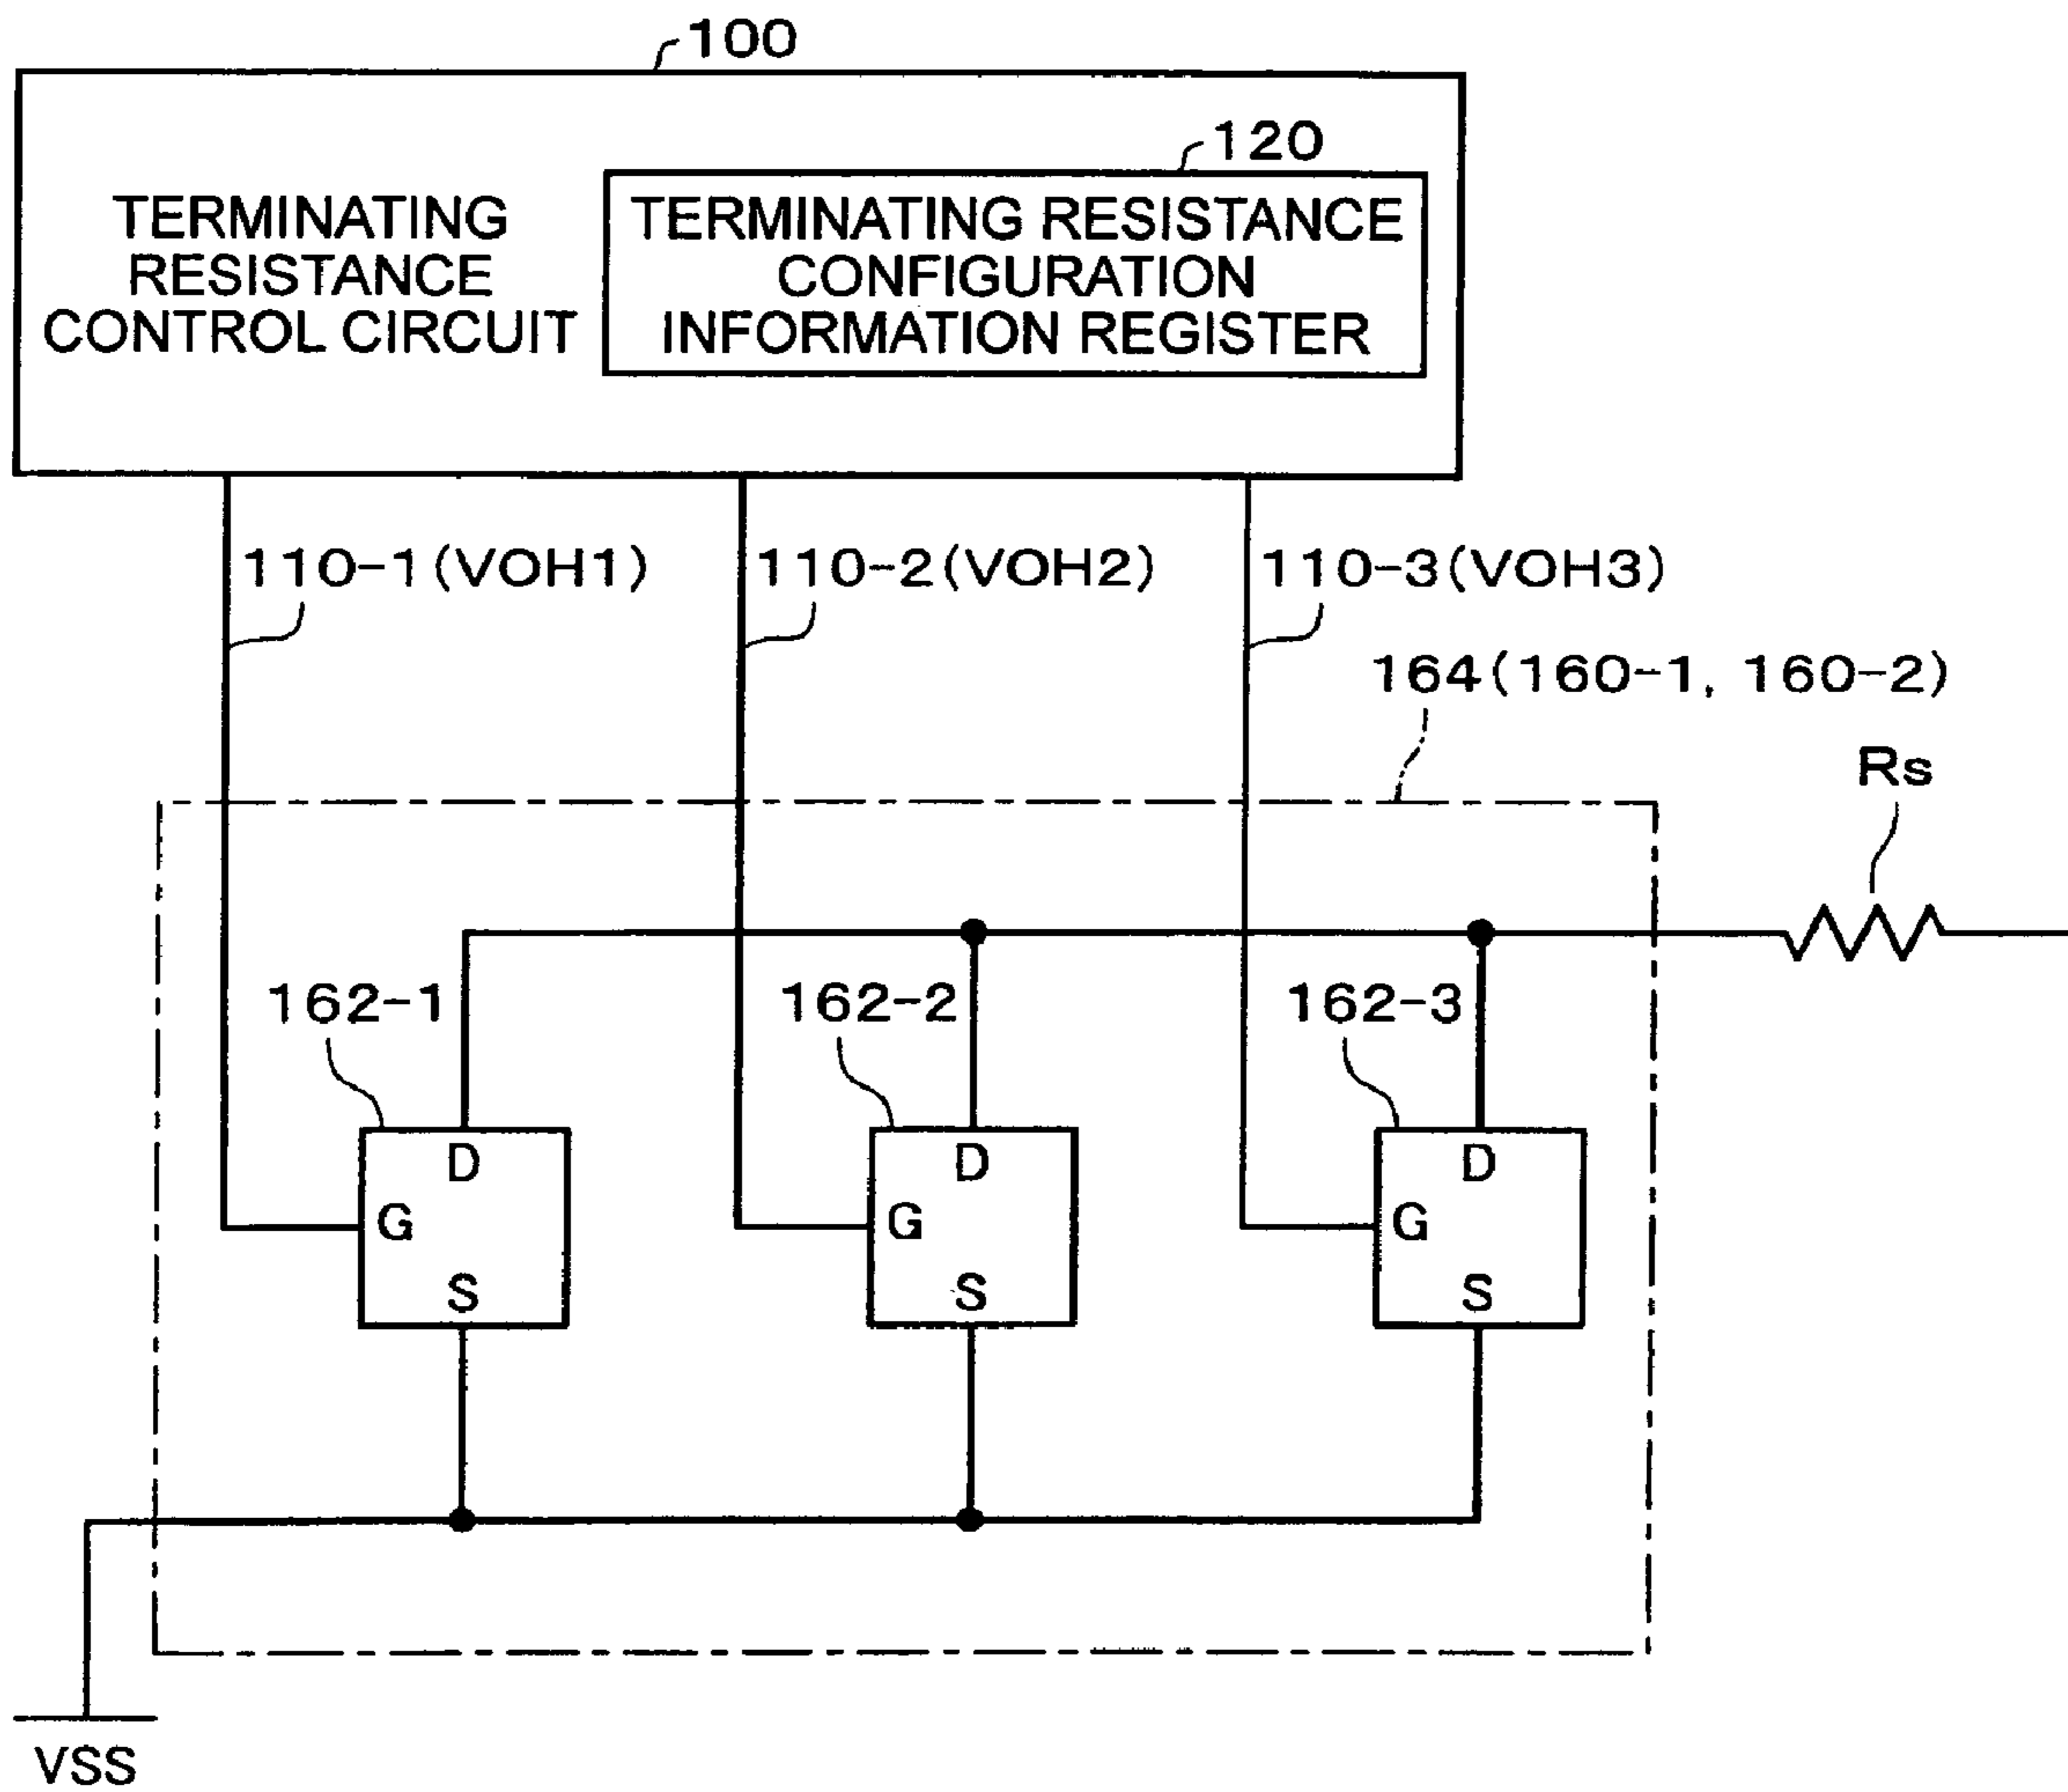 100
120
TERMINATING
RESISTANCE
CONTROL CIRCUIT
TERMINATING RESISTANCE
CONFIGURATION
INFORMATION REGISTER
110-1(VOH1)
110-2(VOH2)
110-3(VOH3)
164(160-1, 160-2)
Rs
162-1
162-2
162-3
D
G
S
D
G
S
D
G
S
VSS